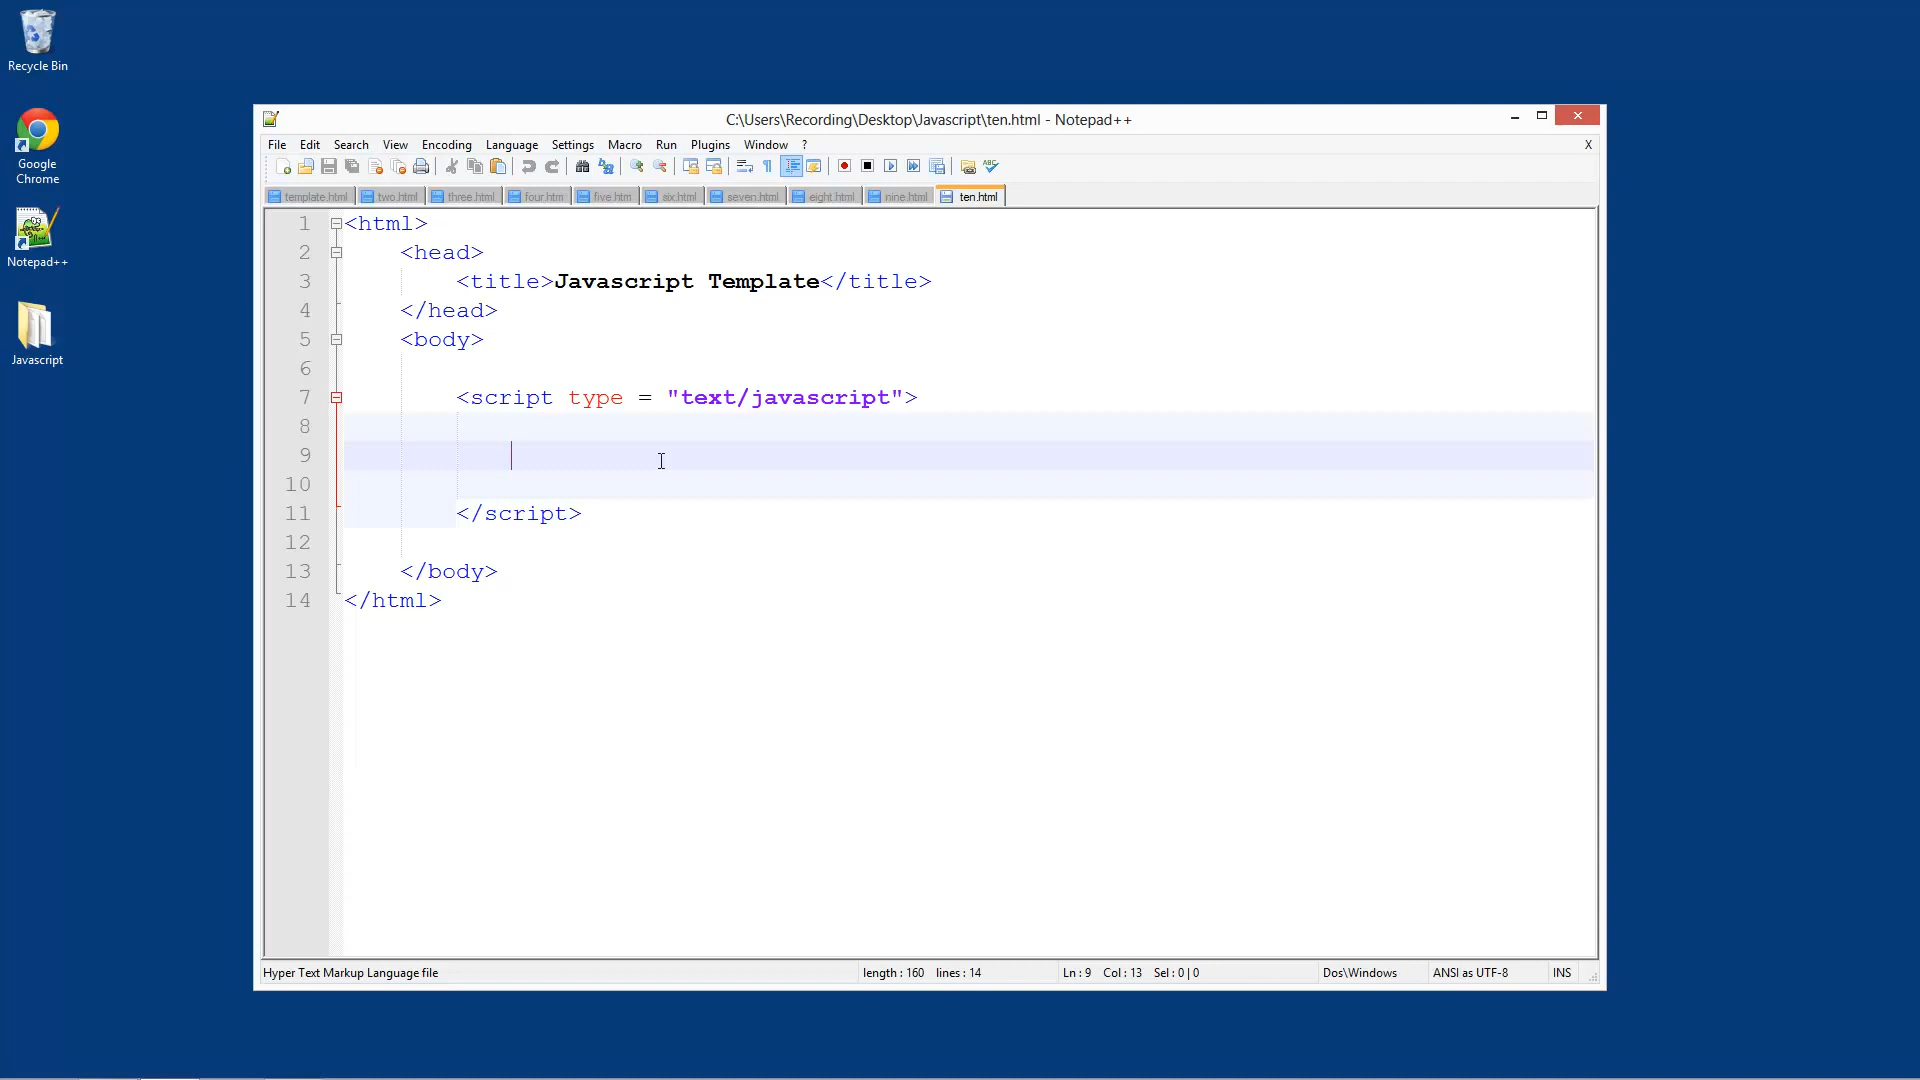 Recycle Bin
Google
Chrome
Notepad++
Javascript
C:\Users\Recording\Desktop\Javascript\ten.html - Notepad++
File Edit Search View Encoding Language Settings Macro Run Plugins Window ? X
template.html two.html three.html four.htm five.htm six.html seven.html eight.html nine.html ten.html
1 <html>
2 <head>
3 <title>Javascript Template</title>
4 </head>
5 <body>
6
7 <script type = "text/javascript">
8
9
10
11 </script>
12
13 </body>
14 </html>
Hyper Text Markup Language file length : 160 lines : 14 Ln : 9 Col : 13 Sel : 0 | 0 Dos\Windows ANSI as UTF-8 INS